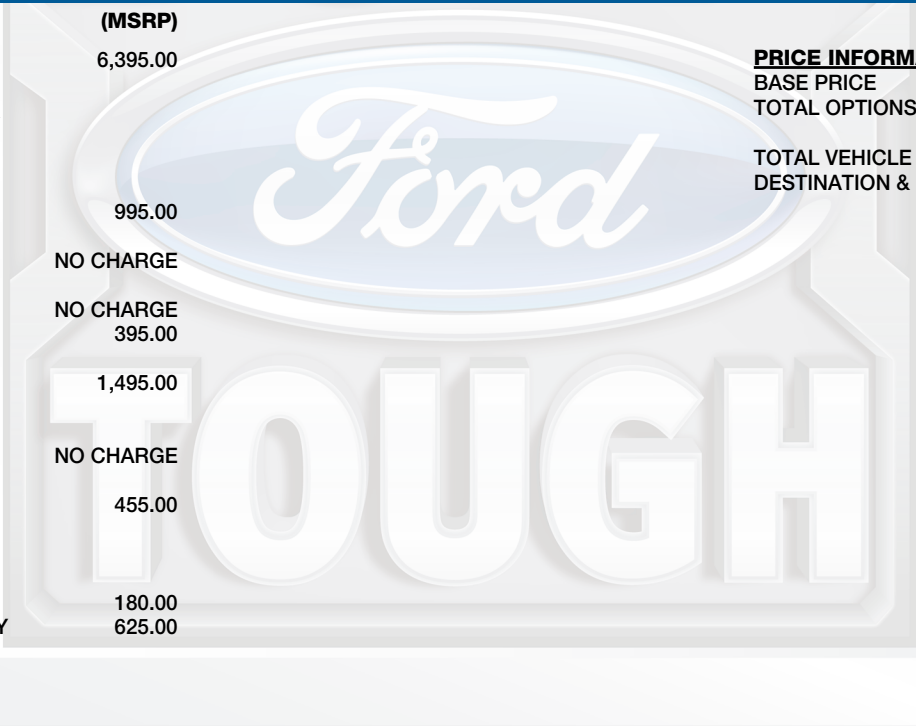 (MSRP)
6,395.00
995.00
NO CHARGE
NO CHARGE
395.00
1,495.00
NO CHARGE
455.00
180.00
Y 625.00
PRICE INFORMA
BASE PRICE
TOTAL OPTIONS
TOTAL VEHICLE
DESTINATION &
Ford
TOUGH